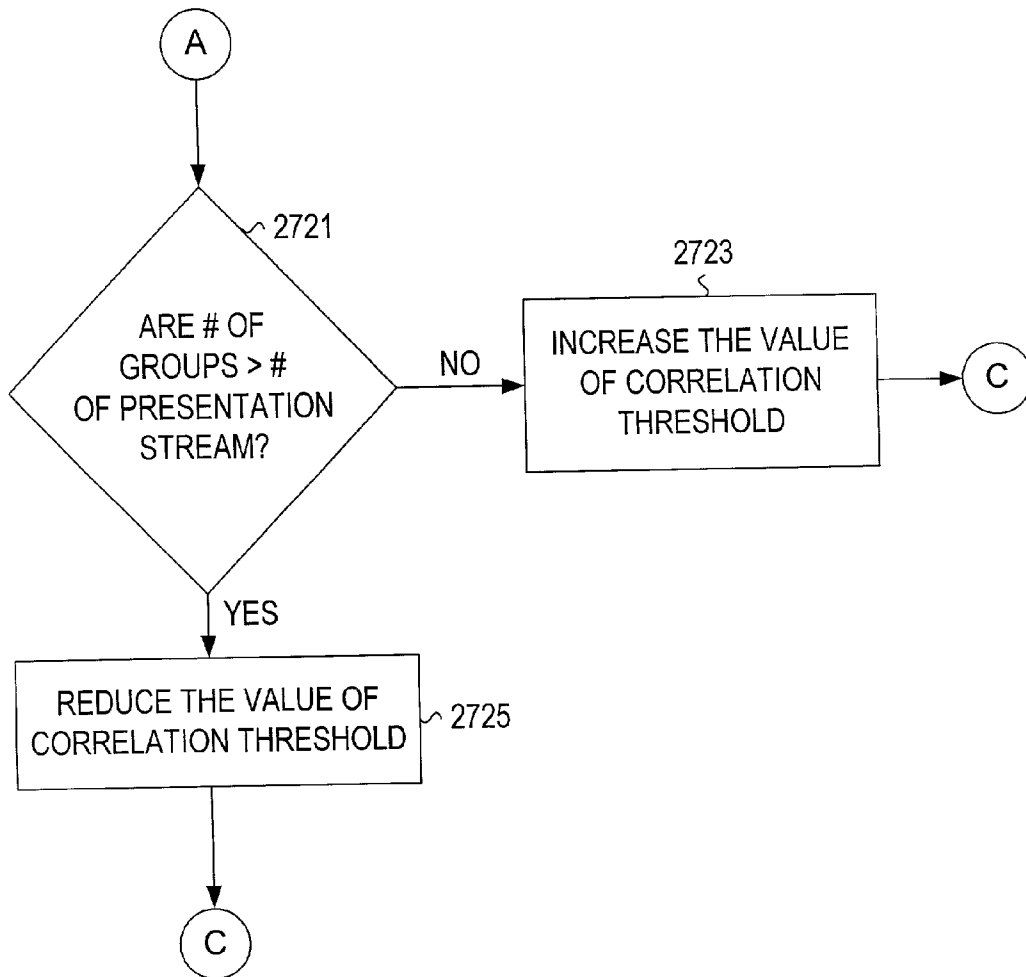 A
2721
ARE # OF
GROUPS > #
OF PRESENTATION
STREAM?
NO
2723
INCREASE THE VALUE
OF CORRELATION
THRESHOLD
C
YES
REDUCE THE VALUE OF
CORRELATION THRESHOLD
2725
C